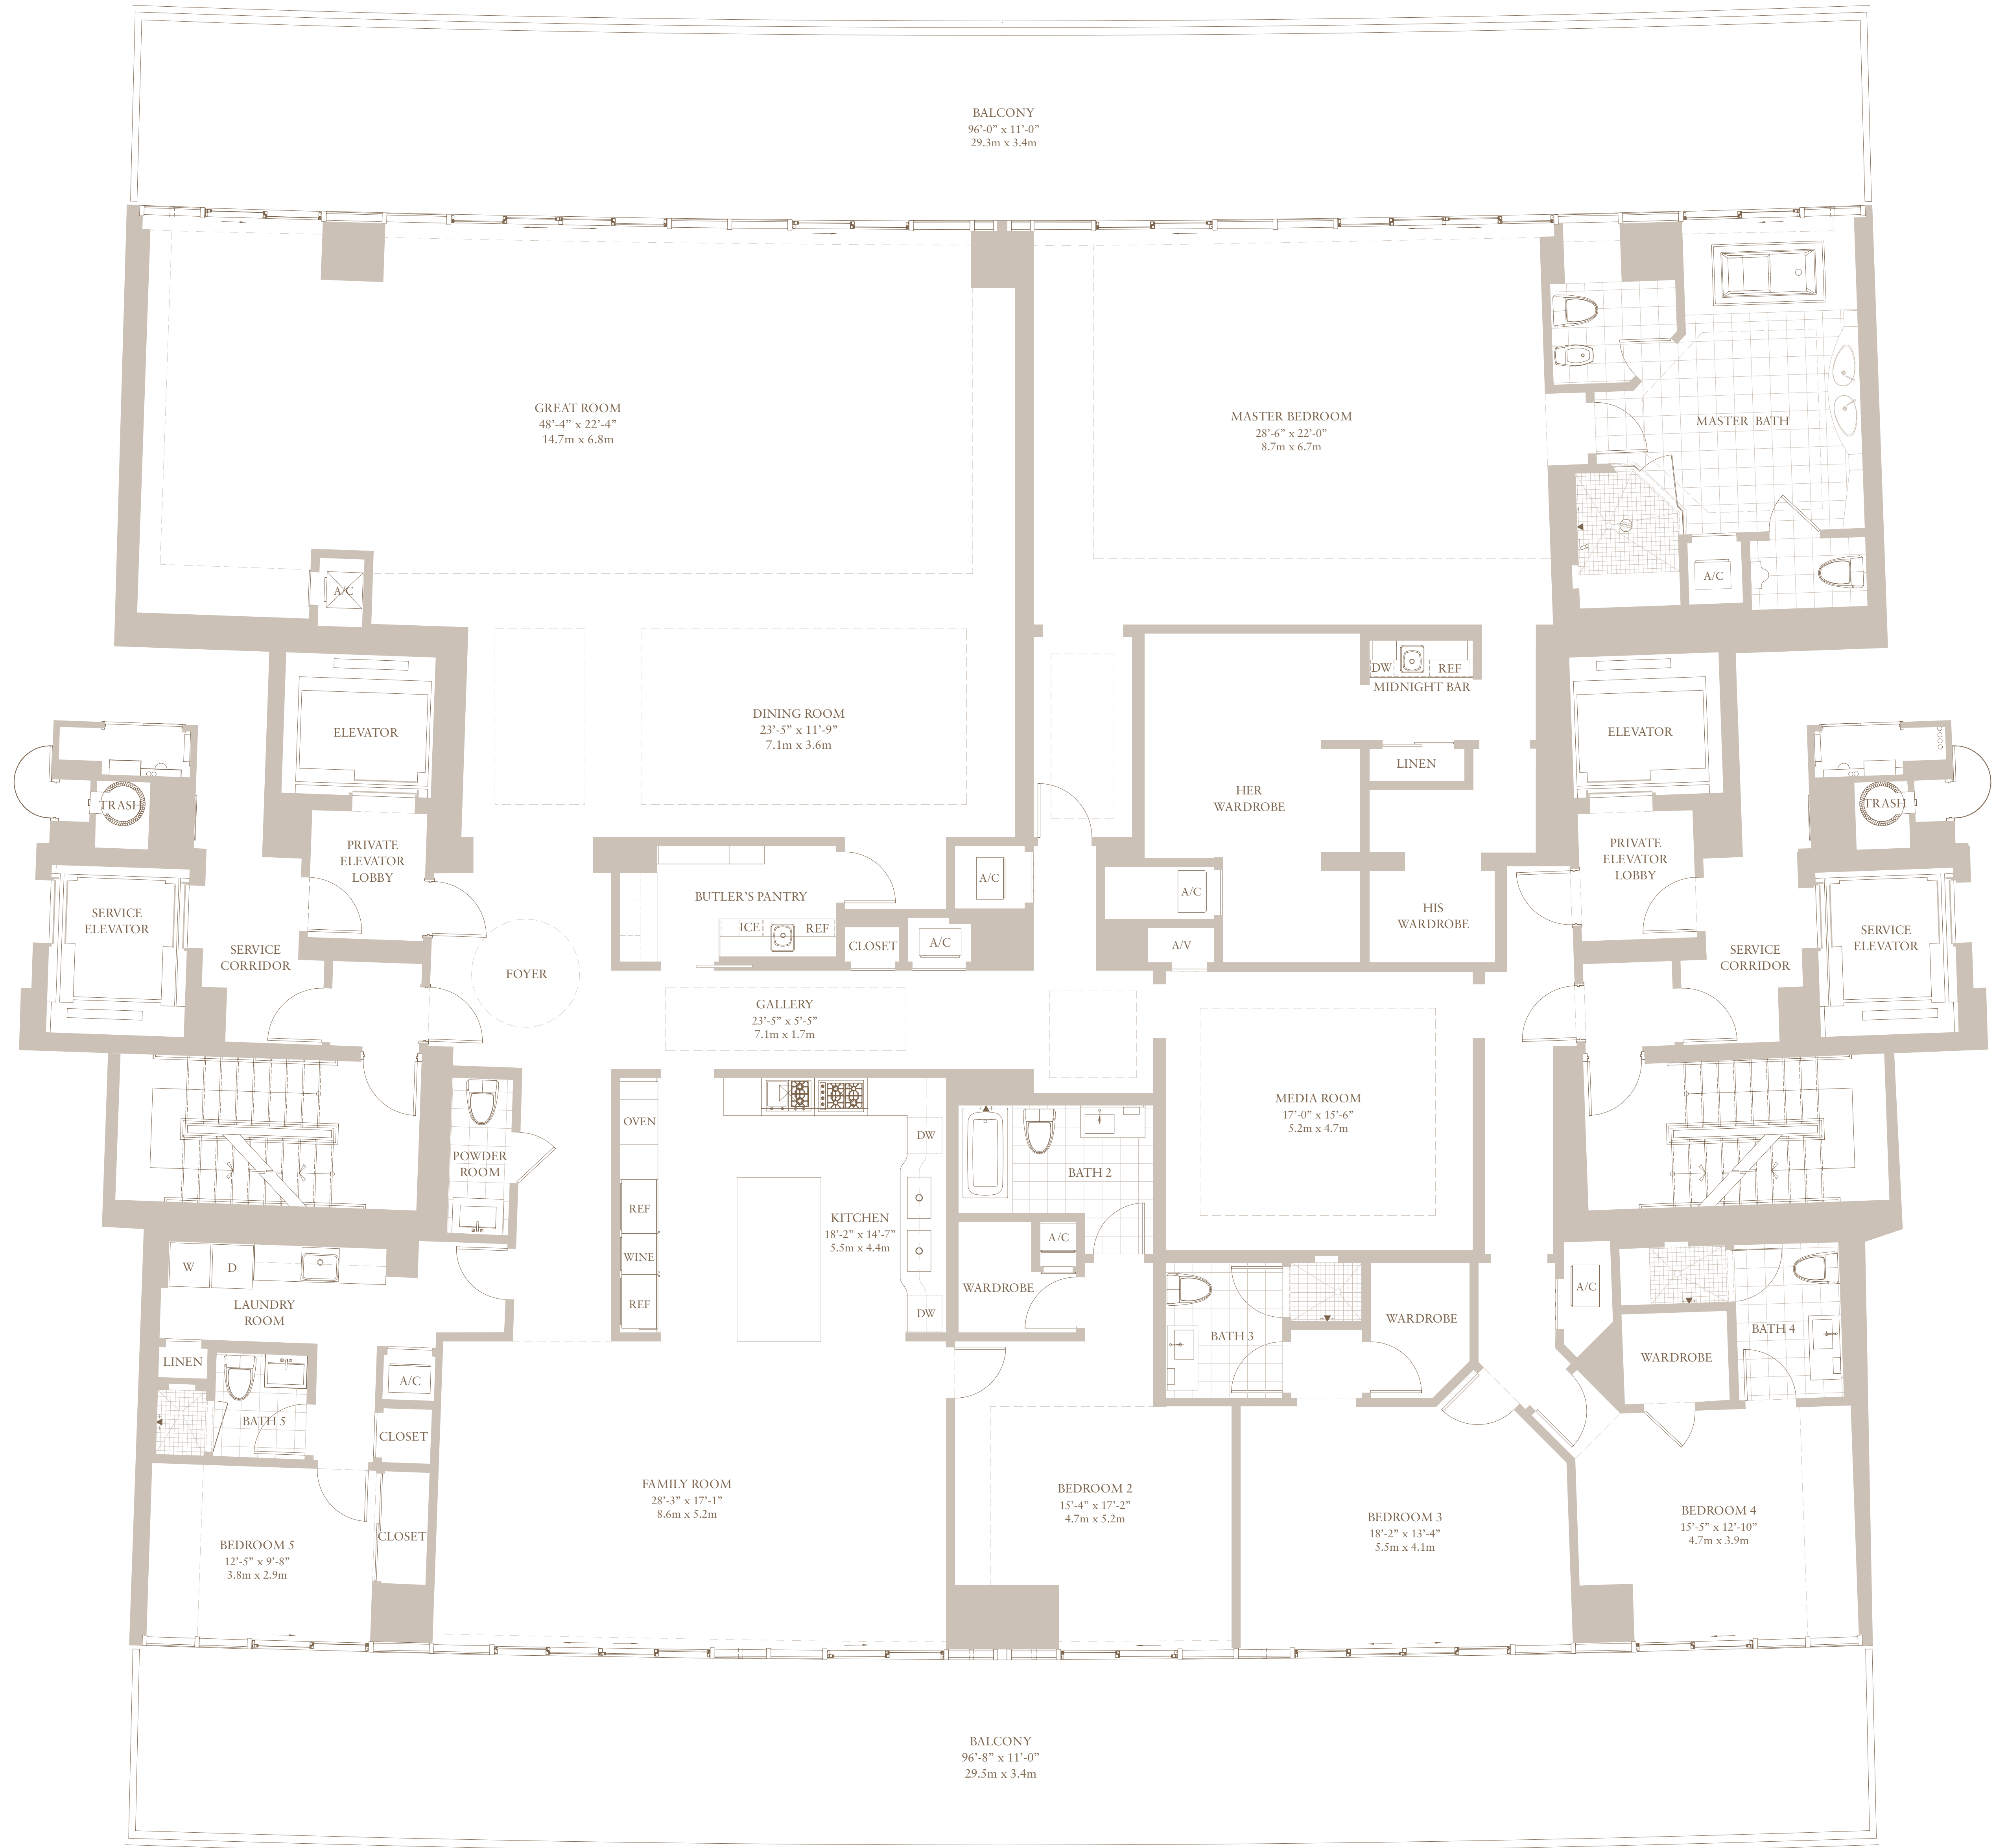 BALCONY
96'-0" x 11'-0"
29.3m x 3.4m
GREAT ROOM
48'-4" x 22'-4"
14.7m x 6.8m
MASTER BEDROOM
28'-6" x 22'-0"
8.7m x 6.7m
MASTER BATH
A/C
A/C
DW
REF
MIDNIGHT BAR
ELEVATOR
DINING ROOM
23'-5" x 11'-9"
7.1m x 3.6m
LINEN
ELEVATOR
HER
WARDROBE
TRASH
TRASH
PRIVATE
ELEVATOR
LOBBY
PRIVATE
ELEVATOR
LOBBY
BUTLER'S PANTRY
A/C
A/C
SERVICE
ELEVATOR
HIS
WARDROBE
SERVICE
ELEVATOR
ICE
REF
CLOSET
A/C
A/V
SERVICE
CORRIDOR
SERVICE
CORRIDOR
FOYER
GALLERY
23'-5" x 5'-5"
7.1m x 1.7m
MEDIA ROOM
17'-0" x 15'-6"
5.2m x 4.7m
OVEN
DW
POWDER
ROOM
BATH 2
REF
KITCHEN
18'-2" x 14'-7"
5.5m x 4.4m
A/C
WINE
W
D
WARDROBE
A/C
REF
DW
LAUNDRY
ROOM
WARDROBE
BATH 3
BATH 4
LINEN
WARDROBE
A/C
BATH 5
CLOSET
FAMILY ROOM
28'-3" x 17'-1"
8.6m x 5.2m
BEDROOM 2
15'-4" x 17'-2"
4.7m x 5.2m
BEDROOM 3
18'-2" x 13'-4"
5.5m x 4.1m
BEDROOM 4
15'-5" x 12'-10"
4.7m x 3.9m
CLOSET
BEDROOM 5
12'-5" x 9'-8"
3.8m x 2.9m
BALCONY
96'-8" x 11'-0"
29.5m x 3.4m